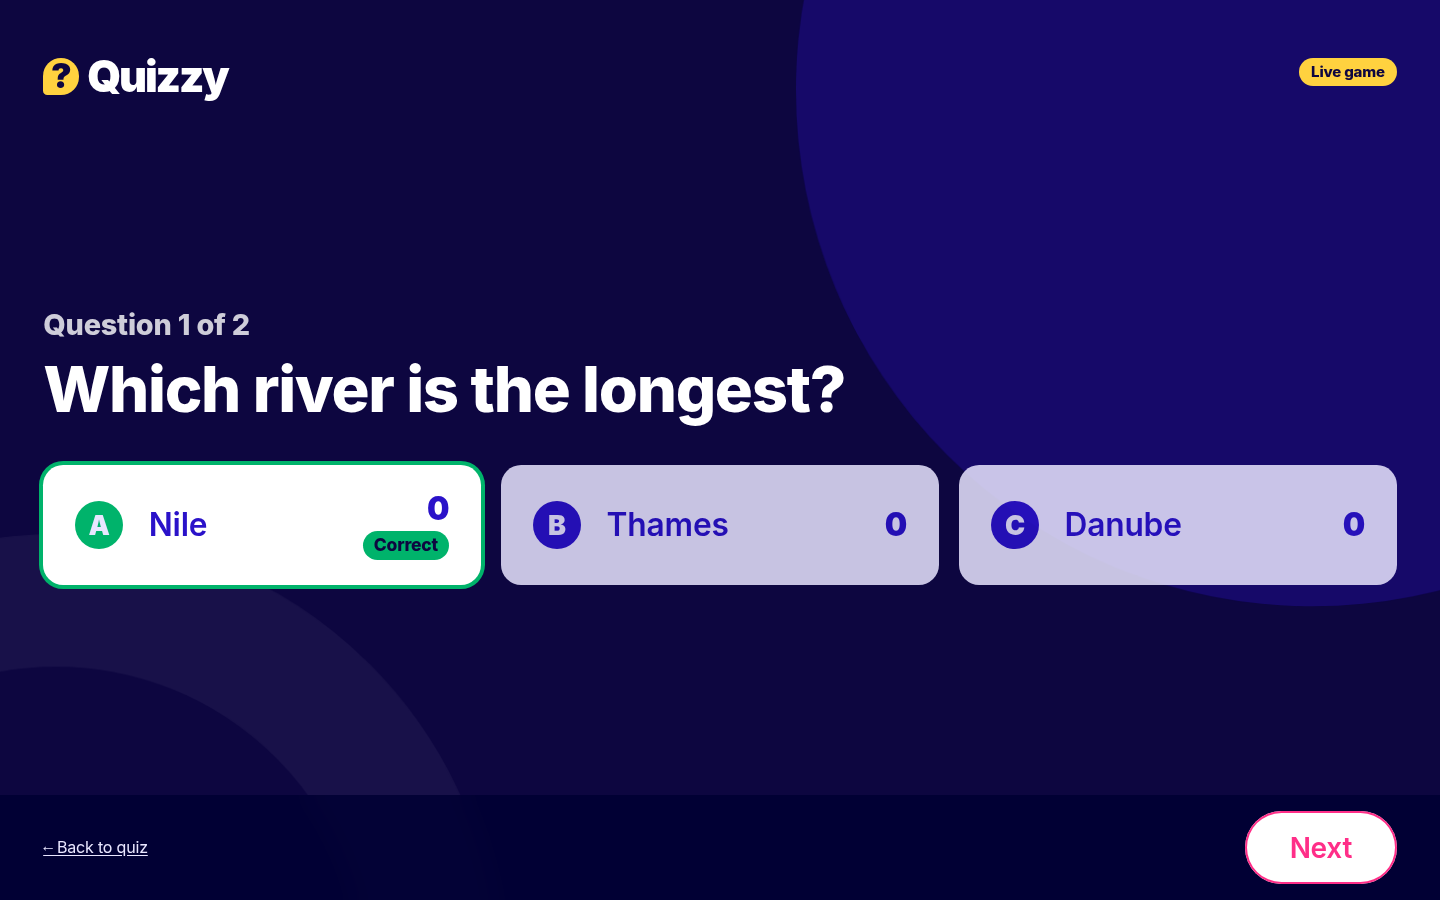 ? Quizzy
Live game
Question 1 of 2
Which river is the longest?
A Nile 0
Correct
B Thames 0
C Danube 0
←Back to quiz
Next